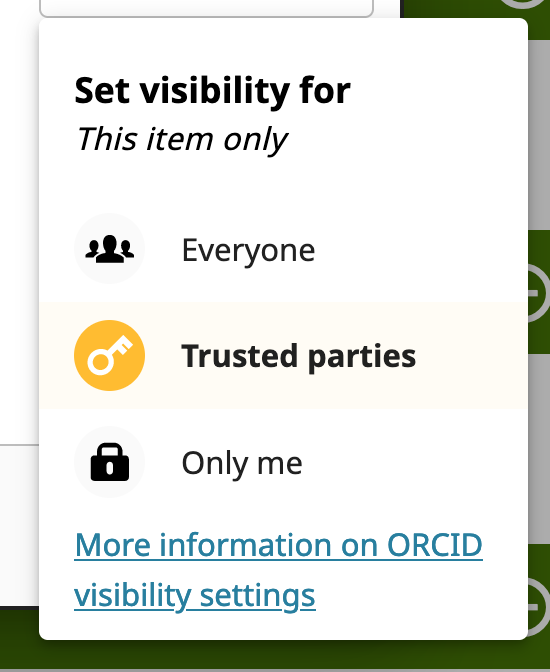 Set visibility for
This item only
Everyone
Trusted parties
Only me
More information on ORCID
visibility settings